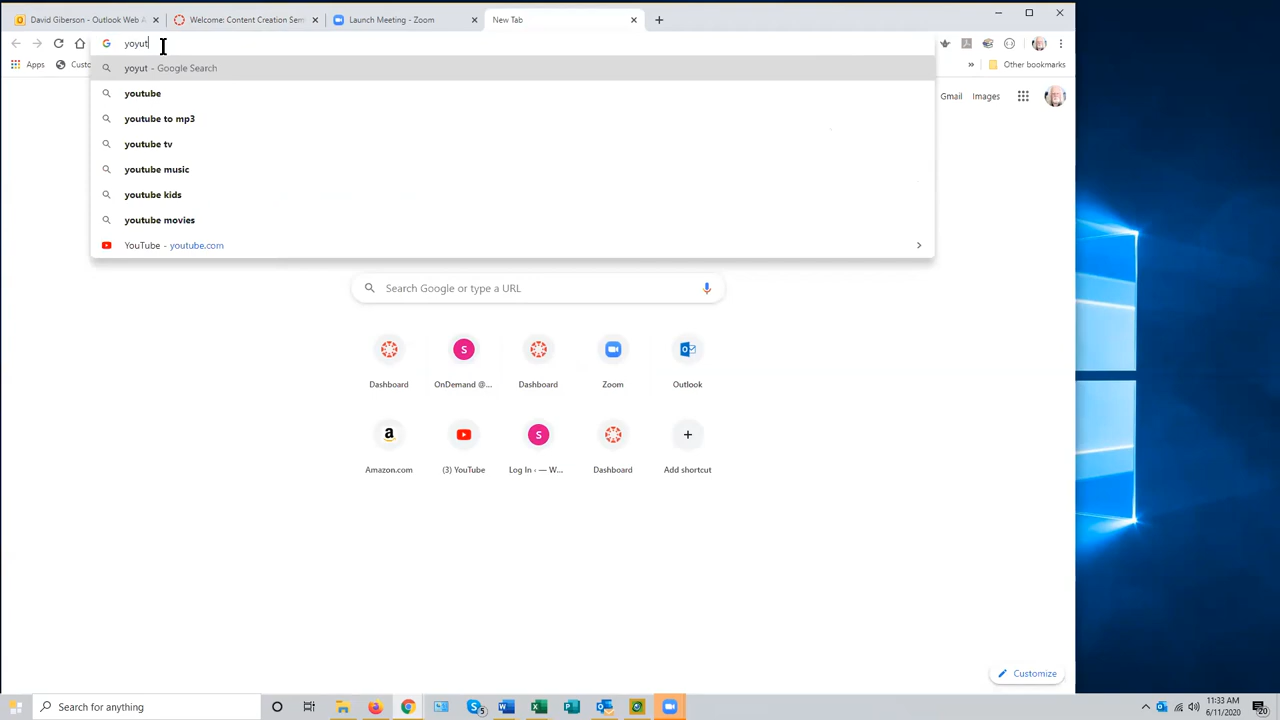 David Giberson - Outlook Web A
Welcome: Content Creation Sem
Launch Meeting - Zoom
New Tab
yoyut
Apps
Custo
»
Other bookmarks
yoyut - Google Search
youtube
youtube to mp3
youtube tv
youtube music
youtube kids
youtube movies
YouTube - youtube.com
Gmail
Images
Search Google or type a URL
Dashboard
OnDemand @...
Dashboard
Zoom
Outlook
Amazon.com
(3) YouTube
Log In ‹ — W...
Dashboard
Add shortcut
Customize
Search for anything
11:33 AM
6/11/2020